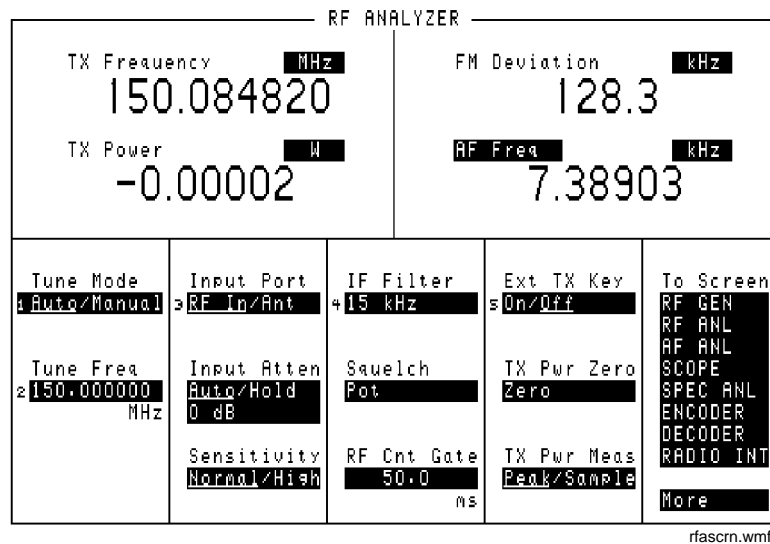 RF ANALYZER
TX Frequency MHz
150.084820
TX Power W
-0.00002
FM Deviation kHz
128.3
AF Freq kHz
7.38903
Tune Mode
1 Auto/Manual
Tune Freq
2 150.000000
MHz
Input Port
3 RF In/Ant
Input Atten
Auto/Hold
0 dB
Sensitivity
Normal/High
IF Filter
4 15 kHz
Squelch
Pot
RF Cnt Gate
50.0
ms
Ext TX Key
5 On/Off
TX Pwr Zero
Zero
TX Pwr Meas
Peak/Sample
To Screen
RF GEN
RF ANL
AF ANL
SCOPE
SPEC ANL
ENCODER
DECODER
RADIO INT
More
rfascrn.wmf